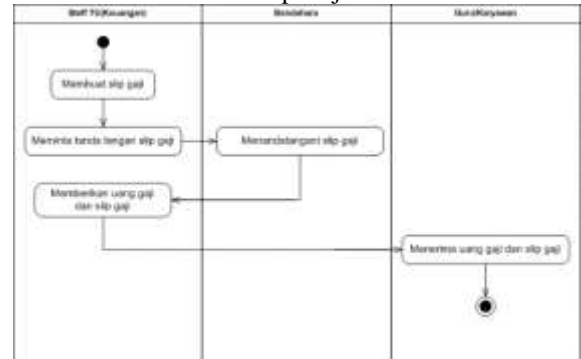 Staff TU(Keuangan)
Bendahara
Guru/Karyawan
Membuat slip gaji
Meminta tanda tangan slip gaji
Menandatangani slip gaji
Memberikan uang gaji
dan slip gaji
Menerima uang gaji dan slip gaji